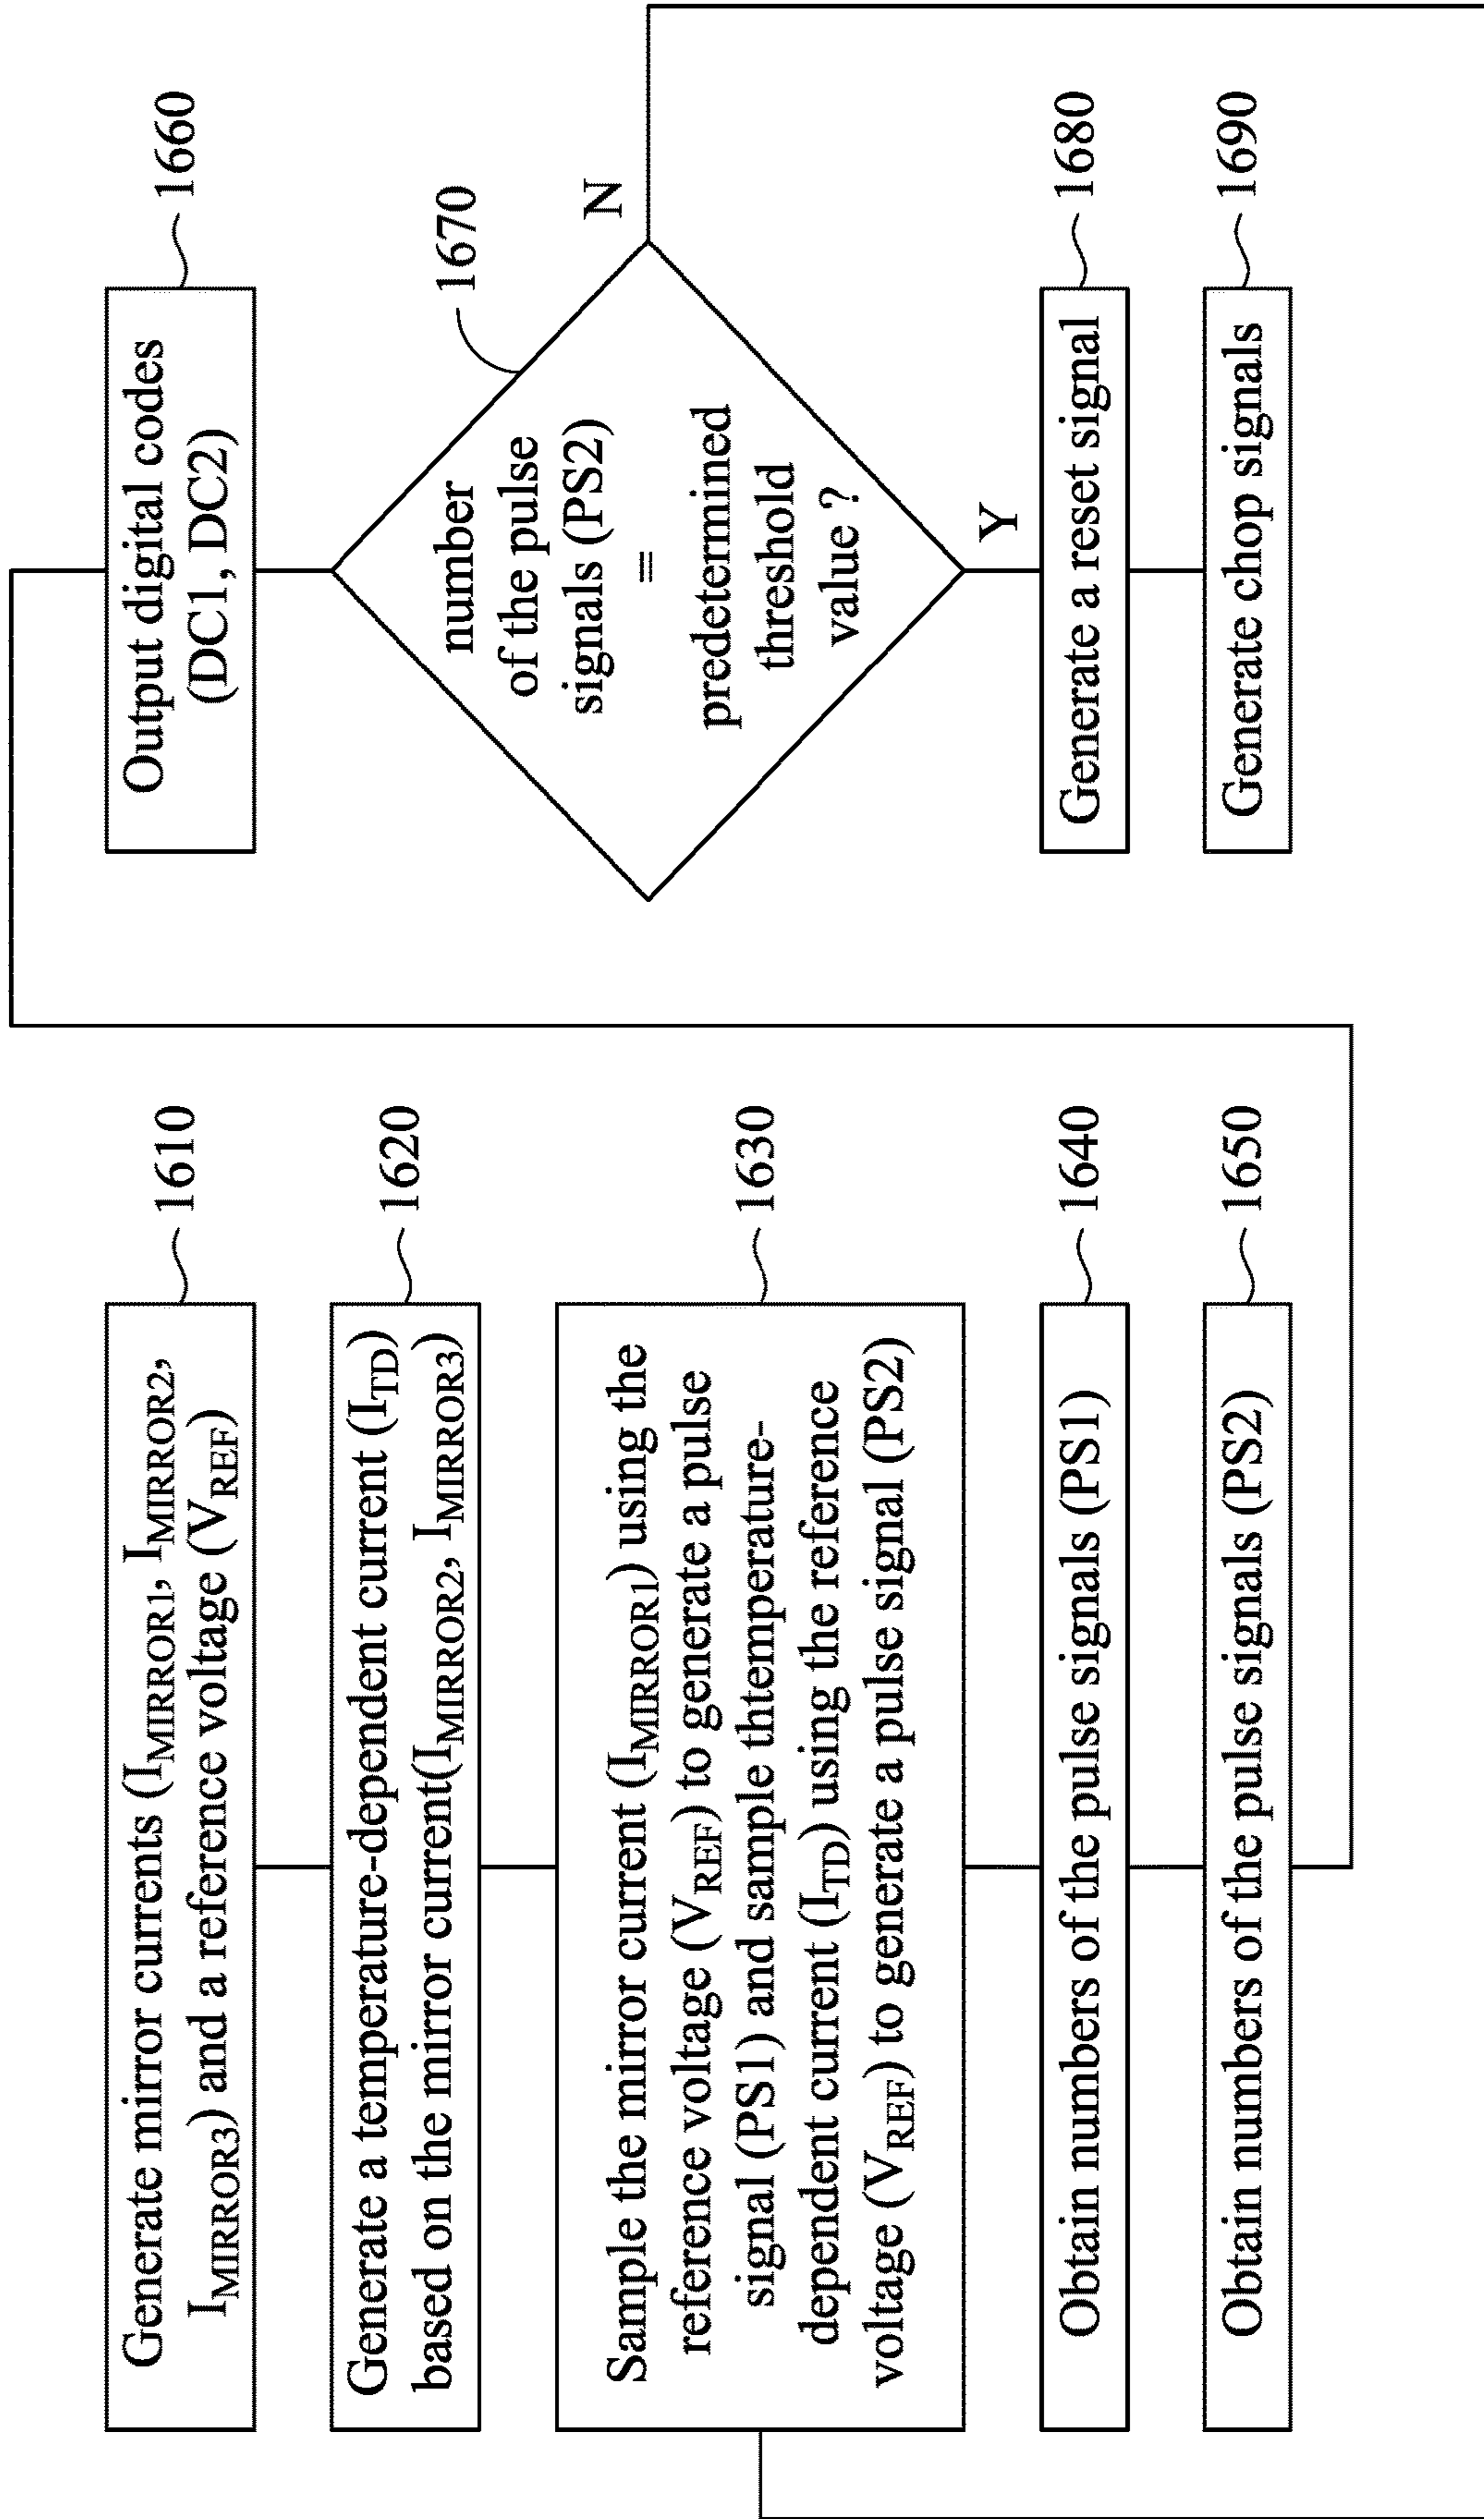 Generate mirror currents (IMIRROR1, IMIRROR2,
IMIRROR3) and a reference voltage (VREF)
1610
Generate a temperature-dependent current (ITD)
based on the mirror current(IMIRROR2, IMIRROR3)
1620
Sample the mirror current (IMIRROR1) using the
reference voltage (VREF) to generate a pulse
signal (PS1) and sample thtemperature-
dependent current (ITD) using the reference
voltage (VREF) to generate a pulse signal (PS2)
1630
Obtain numbers of the pulse signals (PS1)
1640
Obtain numbers of the pulse signals (PS2)
1650
Output digital codes
(DC1, DC2)
1660
number
of the pulse
signals (PS2)
=
predetermined
threshold
value ?
1670
N
Y
Generate a reset signal
1680
Generate chop signals
1690